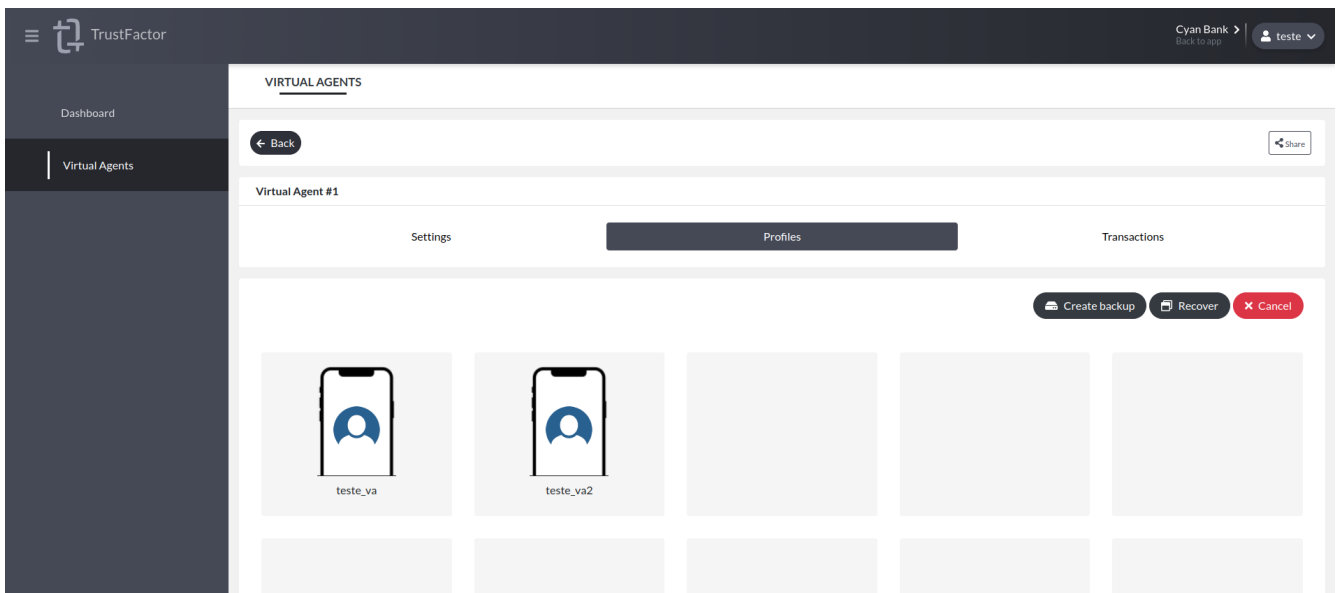 TrustFactor
Cyan Bank
Back to app
teste
VIRTUAL AGENTS
Dashboard
Virtual Agents
Back
Share
Virtual Agent #1
Settings
Profiles
Transactions
Create backup
Recover
Cancel
teste_va
teste_va2